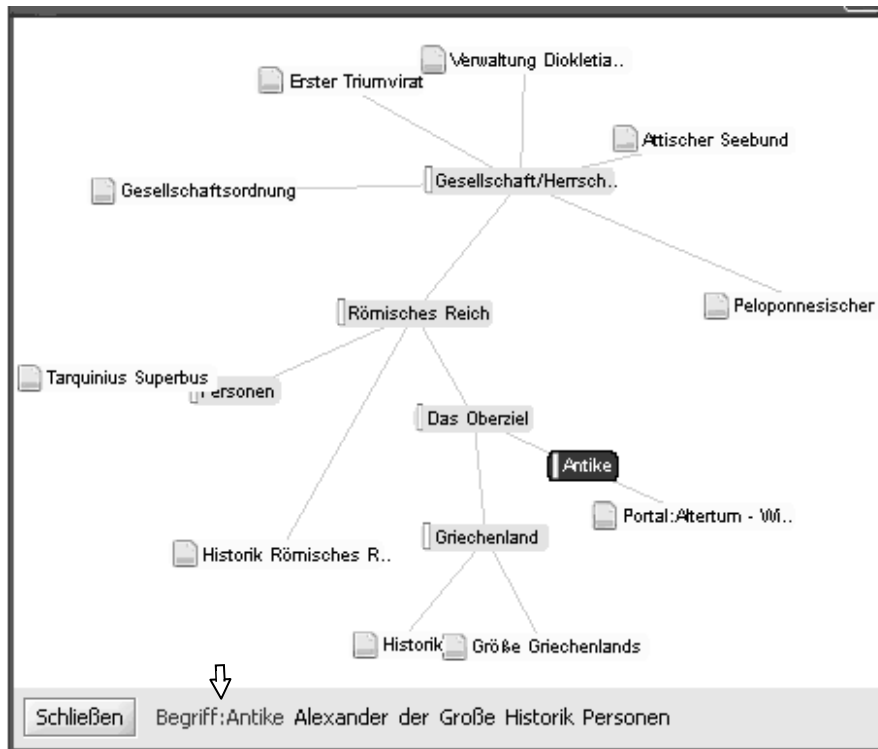 Verwaltung Diokletia..
Erster Triumvirat
Attischer Seebund
Gesellschaft/Herrsch..
Gesellschaftsordnung
Peloponnesischer
Römisches Reich
Tarquinius Superbus
Personen
Das Oberziel
Antike
Portal:Altertum - Wi..
Griechenland
Historik Römisches R..
Historik
Größe Griechenlands
Schließen
Begriff:Antike Alexander der Große Historik Personen